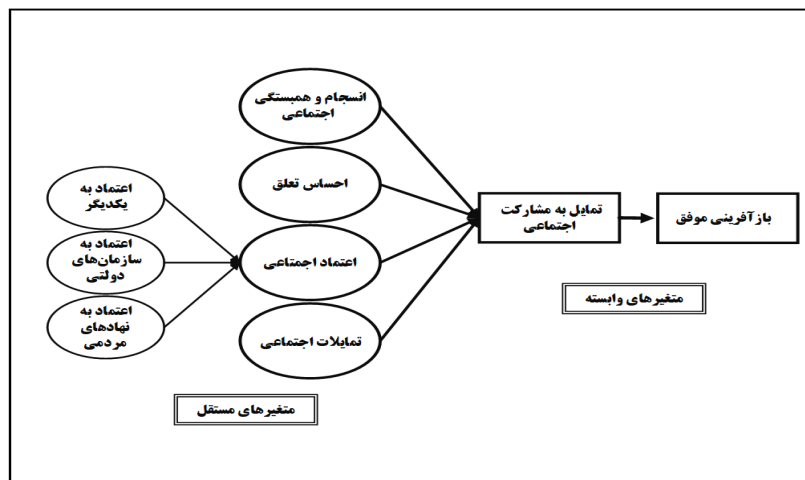 انسجام و همبستگی
اجتماعی
احساس تعلق
اعتماد اجمتاعی
تمایلات اجتماعی
اعتماد به
یکدیگر
اعتماد به
سازمان‌های
دولتی
اعتماد به
نهادهای
مردمی
تمایل به مشارکت
اجتماعی
بازآفرینی موفق
متغیرهای وابسته
متغیرهای مستقل